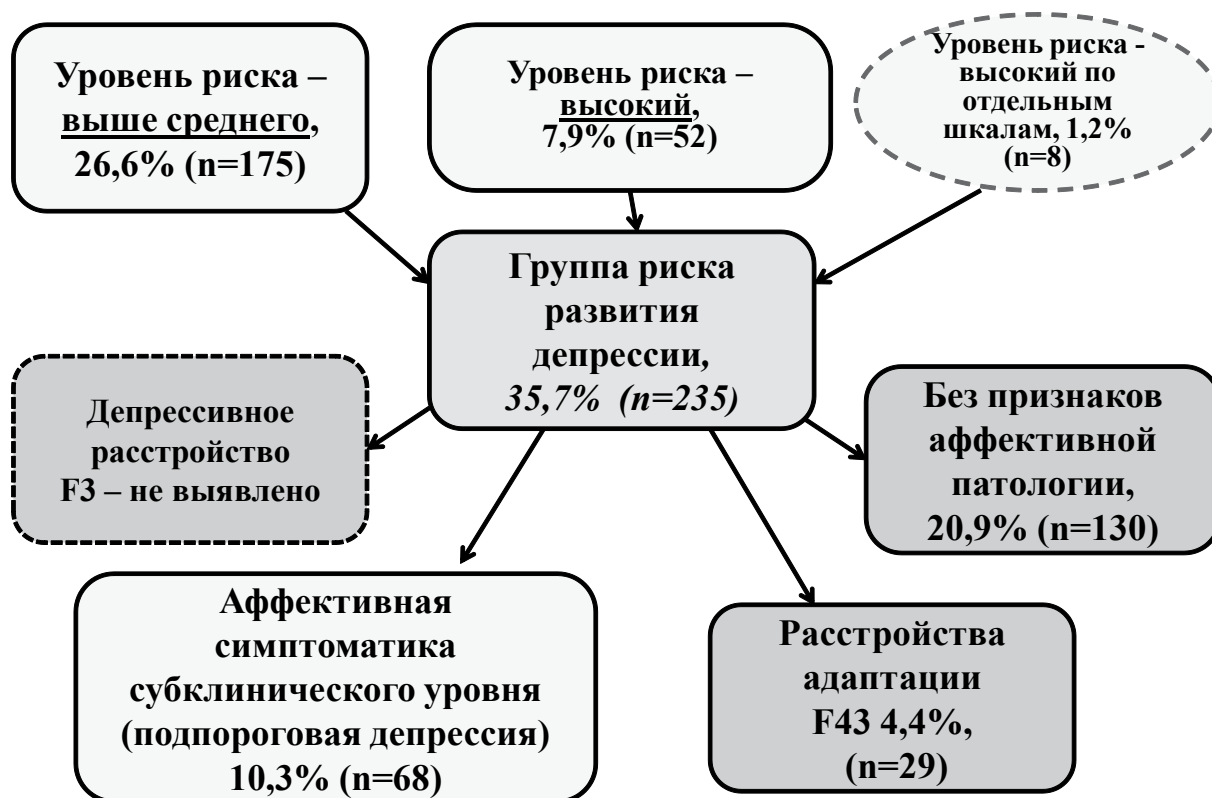 Уровень риска –
выше среднего,
26,6% (n=175)
Уровень риска –
высокий,
7,9% (n=52)
Уровень риска -
высокий по
отдельным
шкалам, 1,2%
(n=8)
Группа риска
развития
депрессии,
35,7% (n=235)
Депрессивное
расстройство
F3 – не выявлено
Без признаков
аффективной
патологии,
20,9% (n=130)
Аффективная
симптоматика
субклинического уровня
(подпороговая депрессия)
10,3% (n=68)
Расстройства
адаптации
F43 4,4%,
(n=29)